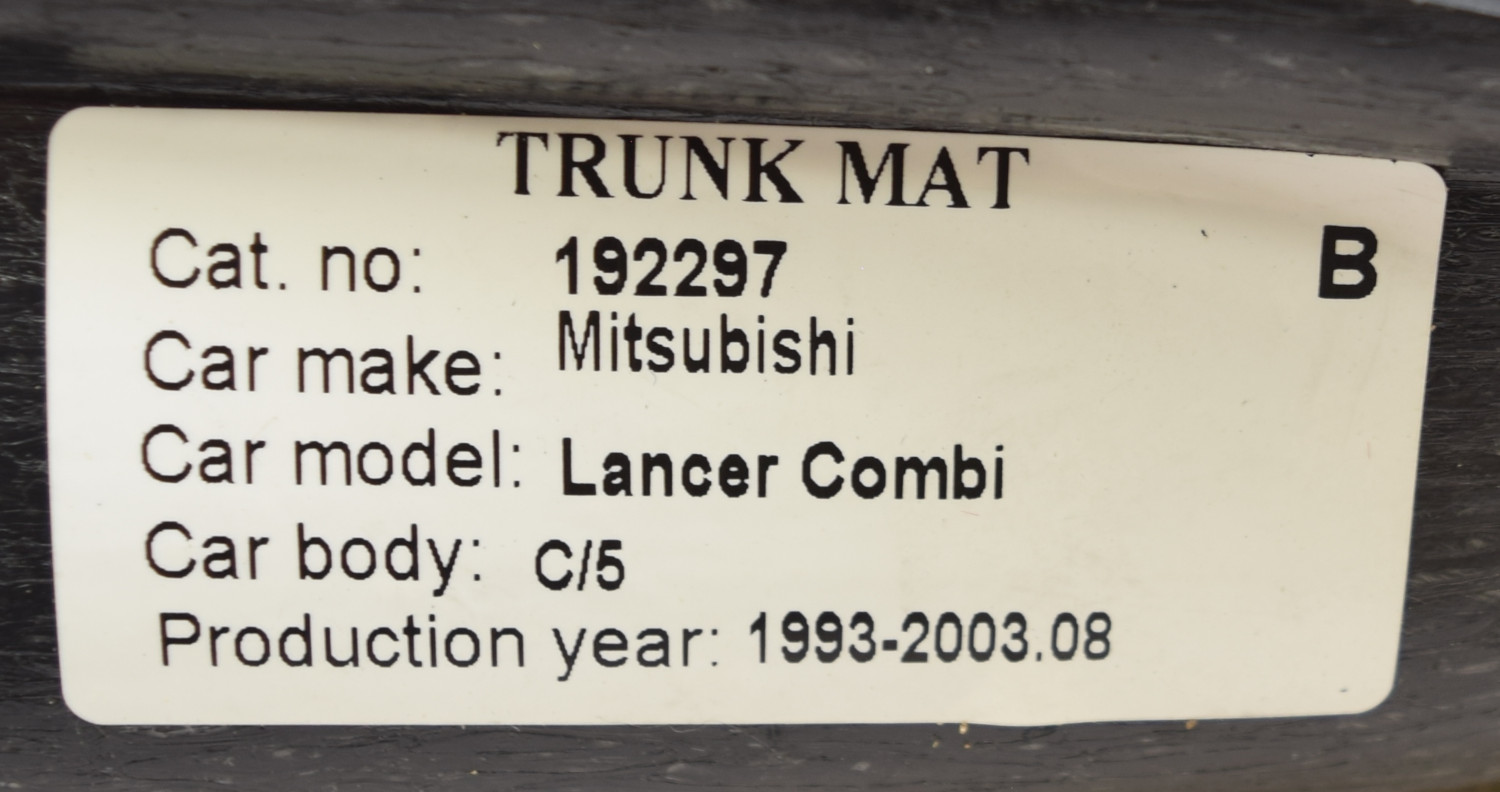 TRUNK MAT
Cat. no: 192297 B
Car make: Mitsubishi
Car model: Lancer Combi
Car body: C/5
Production year: 1993-2003.08